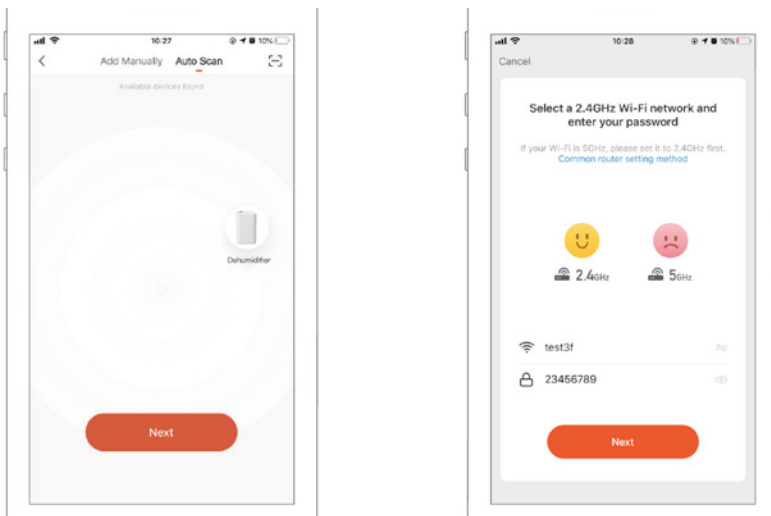 10:27
10%
Add Manually Auto Scan
Available devices found
Dehumidifier
Next
10:28
10%
Cancel
Select a 2.4GHz Wi-Fi network and
enter your password
If your Wi-Fi is 5GHz, please set it to 2.4GHz first.
Common router setting method
2.4GHz
5GHz
test3f
23456789
Next